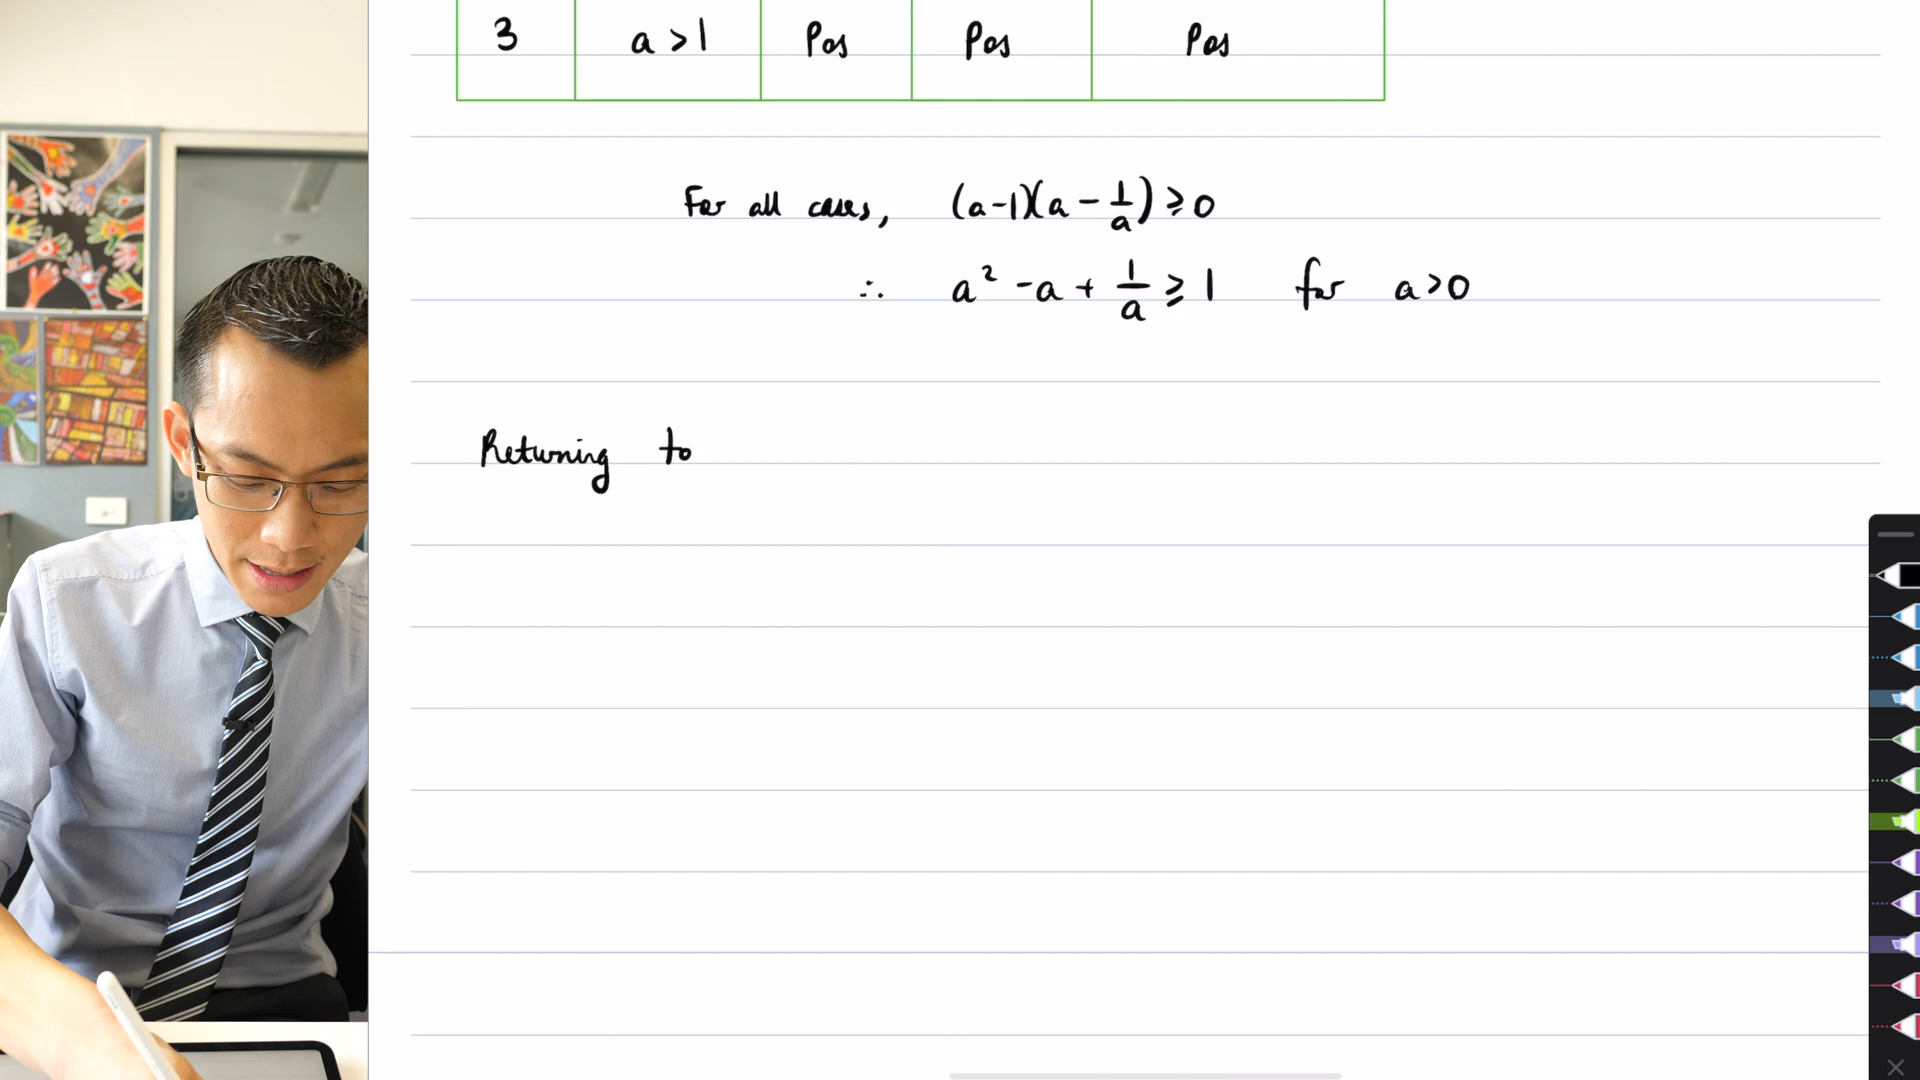 3 a > 1 Pos Pos Pos
For all cases, (a-1)(a - 1/a) ⩾ 0
∴ a² - a + 1/a ⩾ 1 for a > 0
Returning to